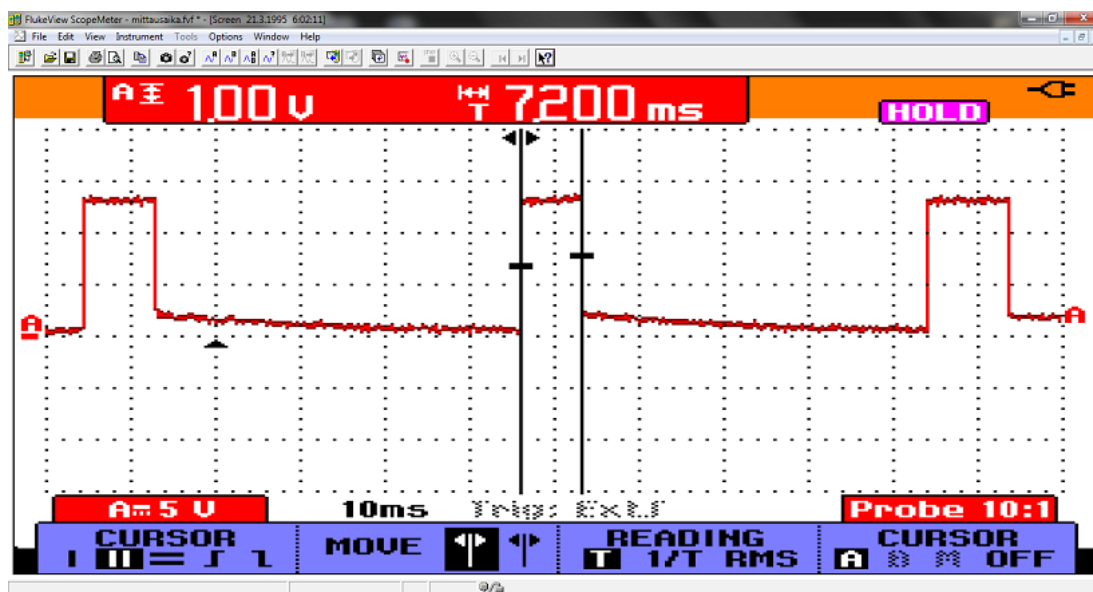 FlukeView ScopeMeter - mittausaika.fvf * - [Screen 21.3.1995 6:02:11]
File Edit View Instrument Tools Options Window Help
A 1.00 V T 7.200 ms HOLD
A A
A 5 V 10ms Trig: Ext Probe 10:1
CURSOR MOVE READING CURSOR
T 1/T RMS A B M OFF